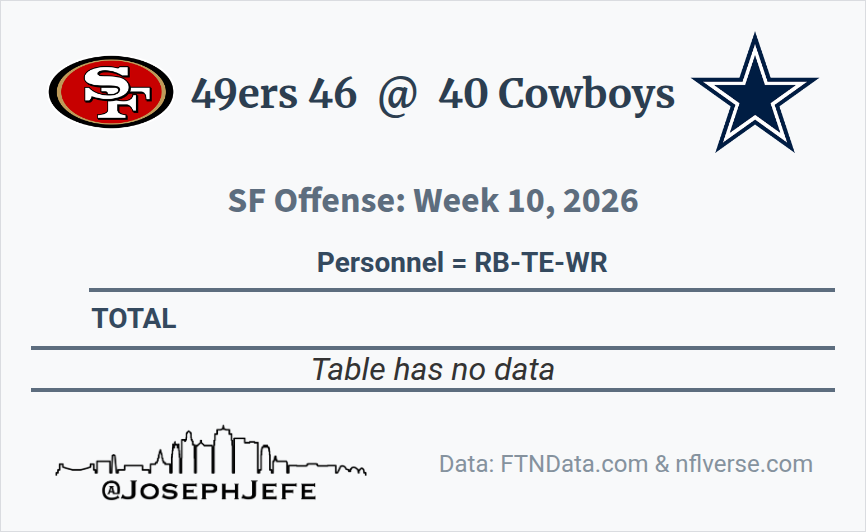 SF 49ers 46 @ 40 Cowboys
SF Offense: Week 10, 2026
Personnel = RB-TE-WR
TOTAL
Table has no data
@JosephJefe
Data: FTNData.com & nflverse.com